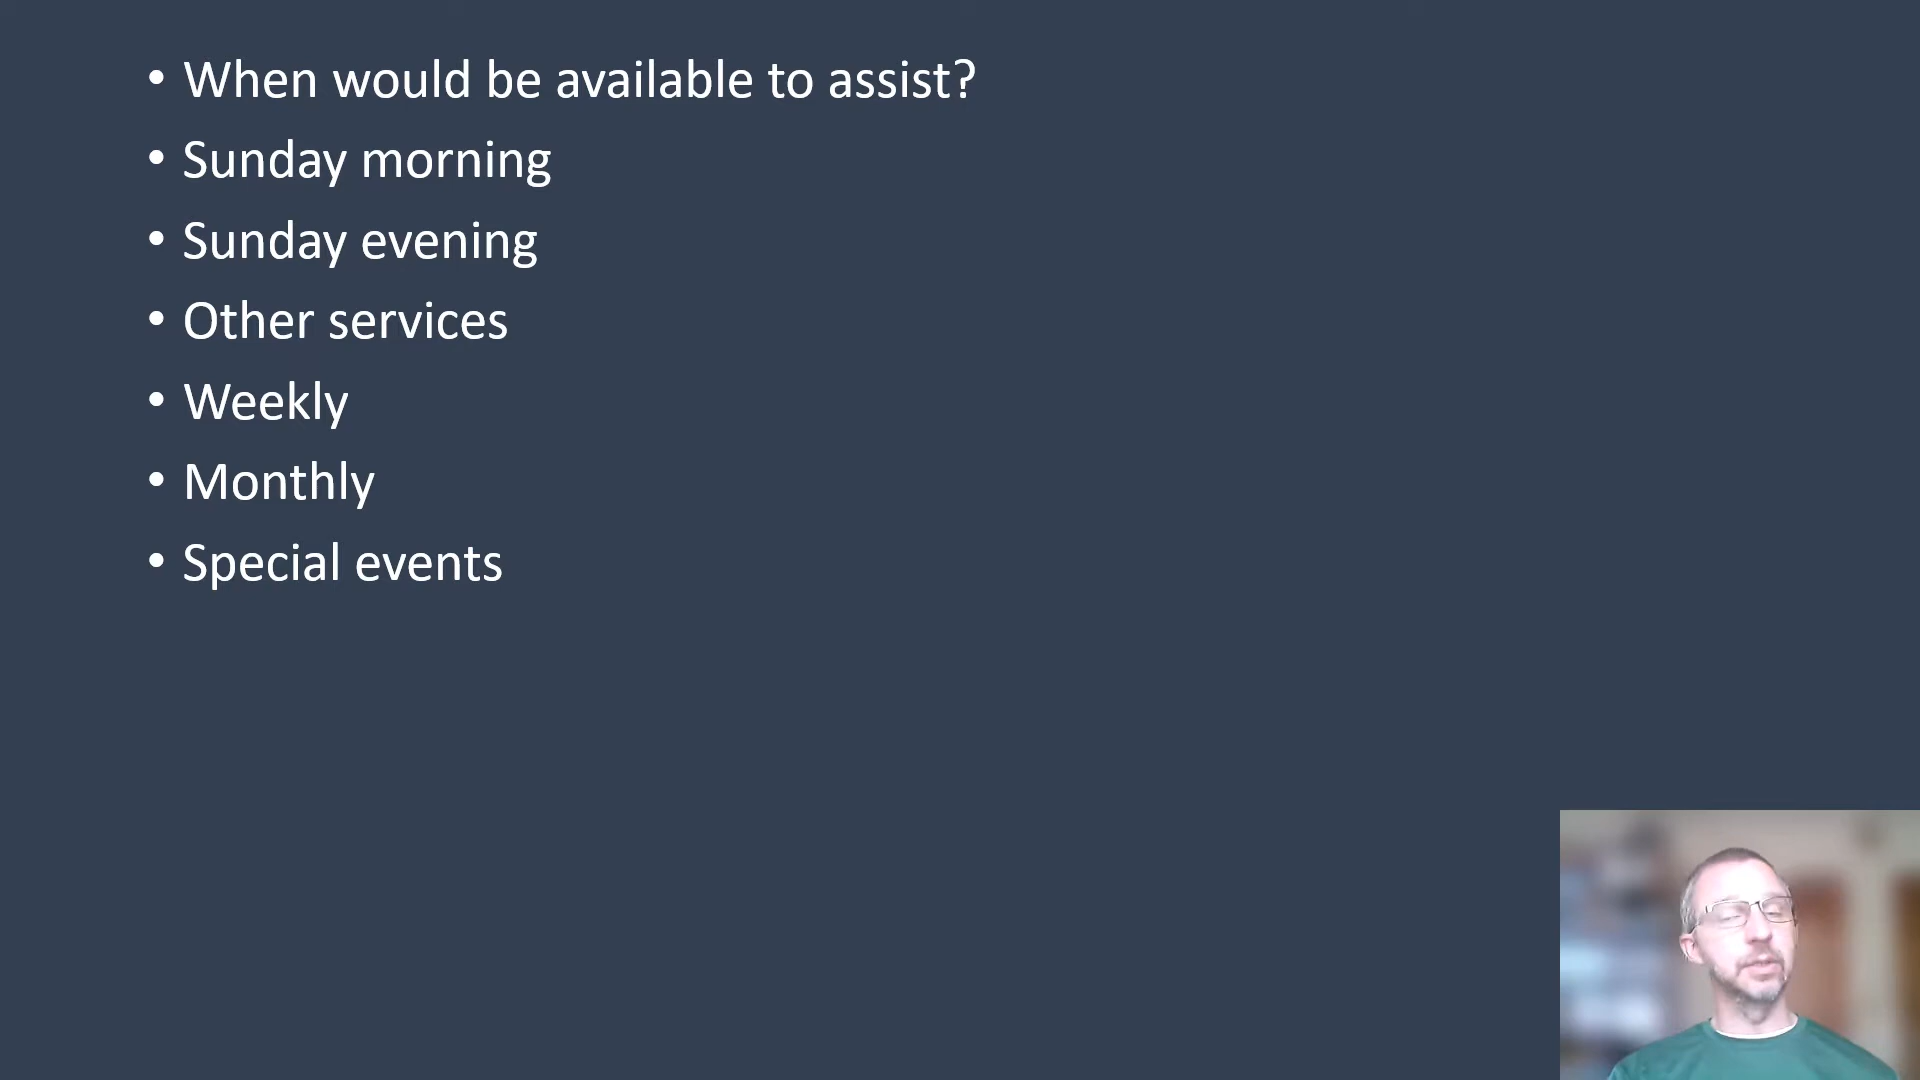 • When would be available to assist?
• Sunday morning
• Sunday evening
• Other services
• Weekly
• Monthly
• Special events